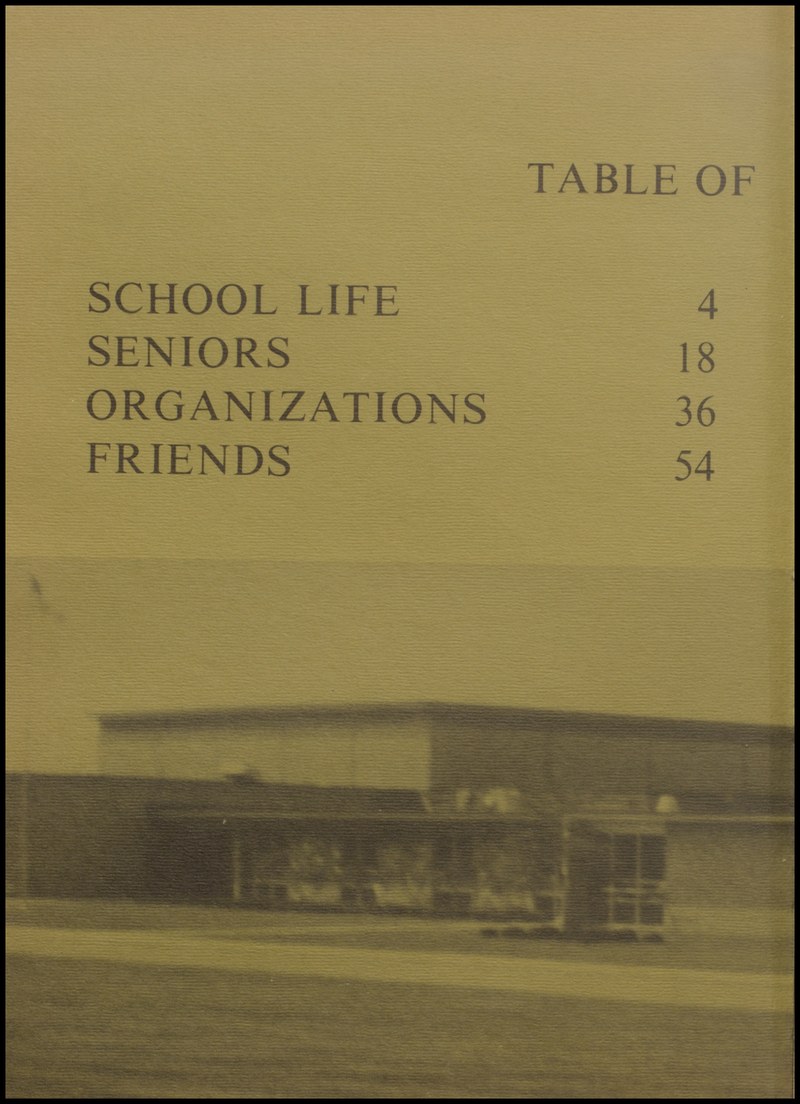 TABLE OF
SCHOOL LIFE 4
SENIORS 18
ORGANIZATIONS 36
FRIENDS 54